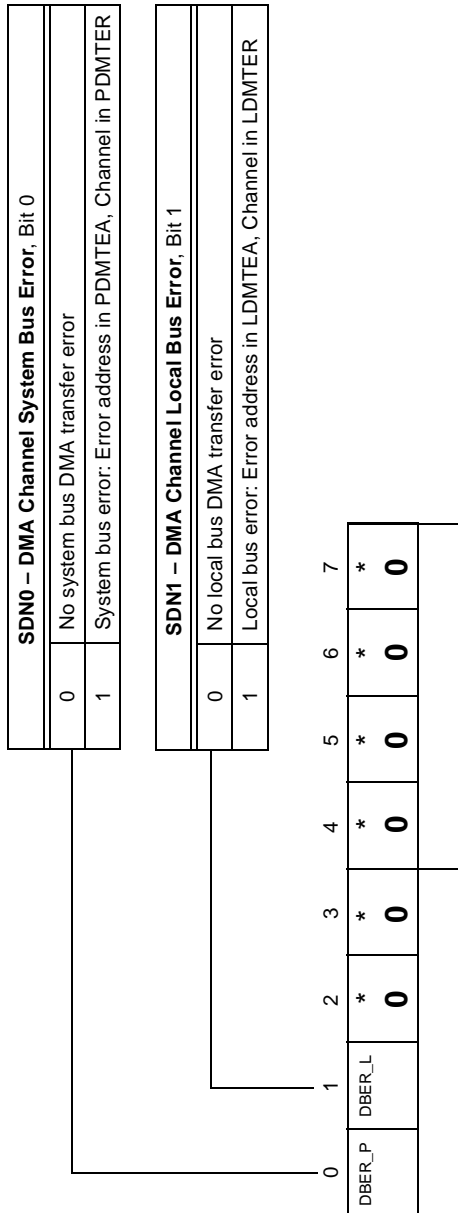 SDN0 – DMA Channel System Bus Error, Bit 0
0 No system bus DMA transfer error
1 System bus error: Error address in PDMTEA, Channel in PDMTER
SDN1 – DMA Channel Local Bus Error, Bit 1
0 No local bus DMA transfer error
1 Local bus error: Error address in LDMTEA, Channel in LDMTER
0 1 2 3 4 5 6 7
DBER_P DBER_L * * * * * *
0 0 0 0 0 0